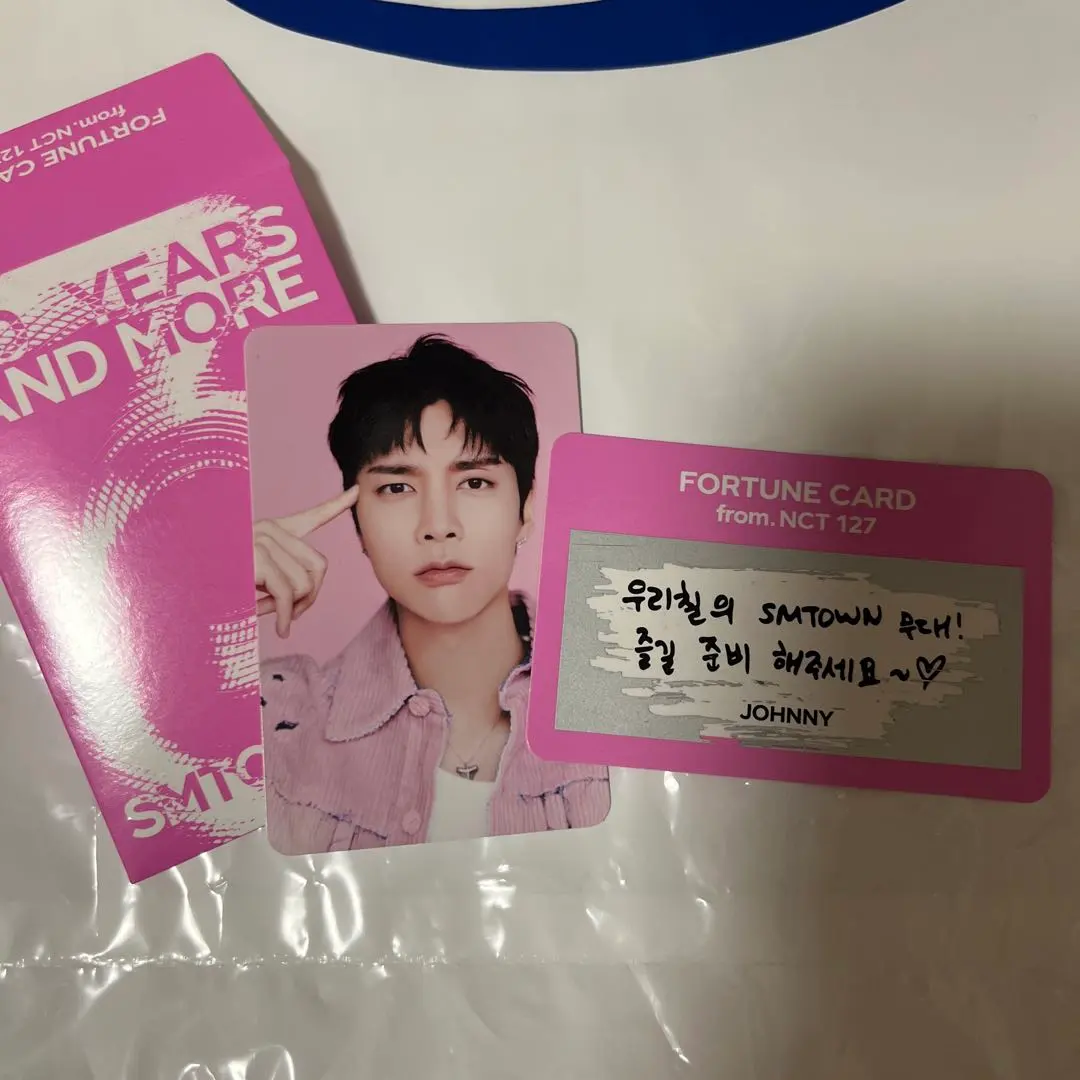 FORTUNE CA
from. NCT 12
YEARS
AND MORE
SMTO
FORTUNE CARD
from. NCT 127
우리칠의 SMTOWN 무대!
즐길 준비 해주세요~♡
JOHNNY